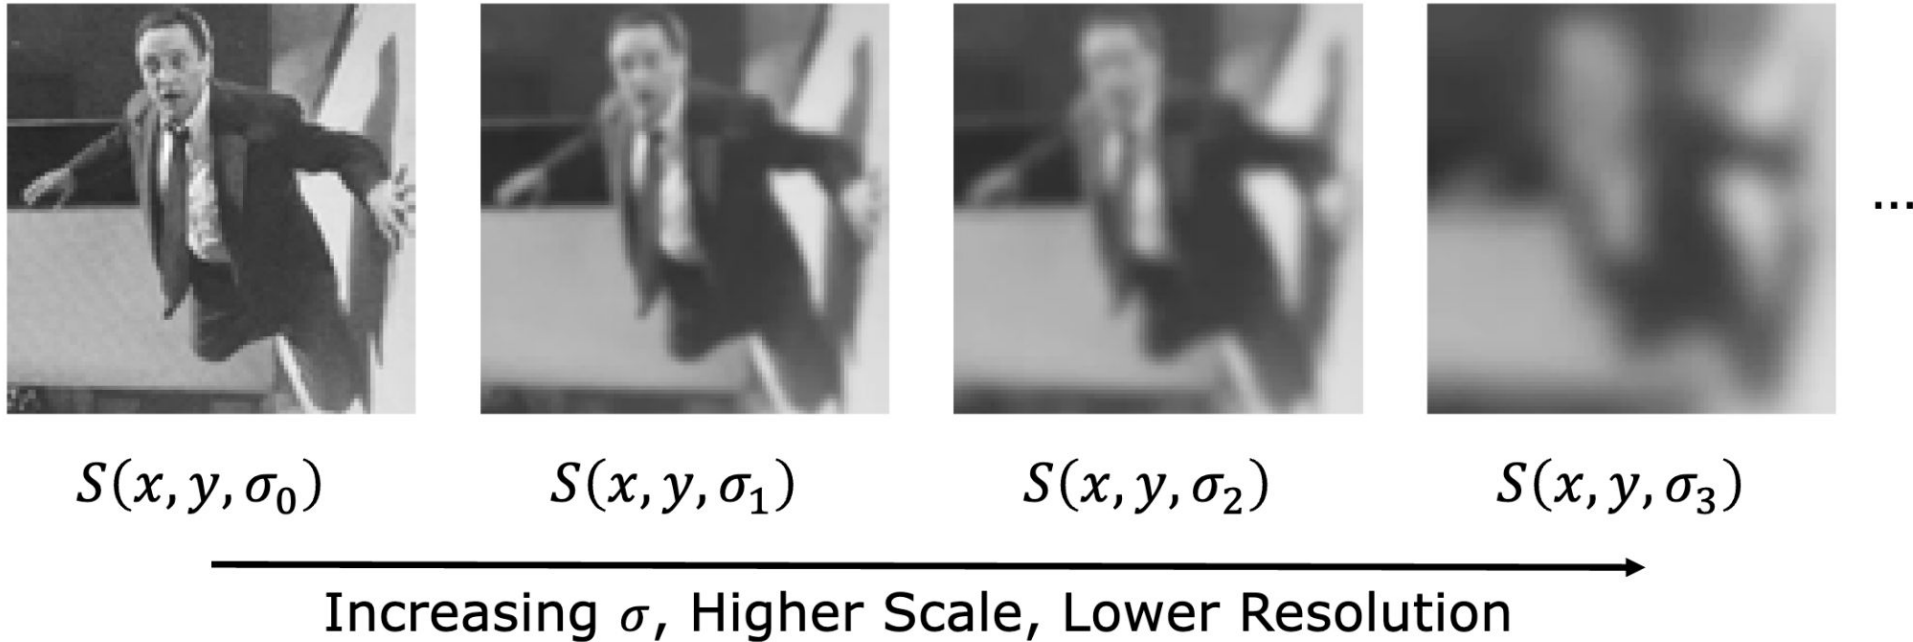 ...
S(x, y, σ₀) S(x, y, σ₁) S(x, y, σ₂) S(x, y, σ₃)
Increasing σ, Higher Scale, Lower Resolution